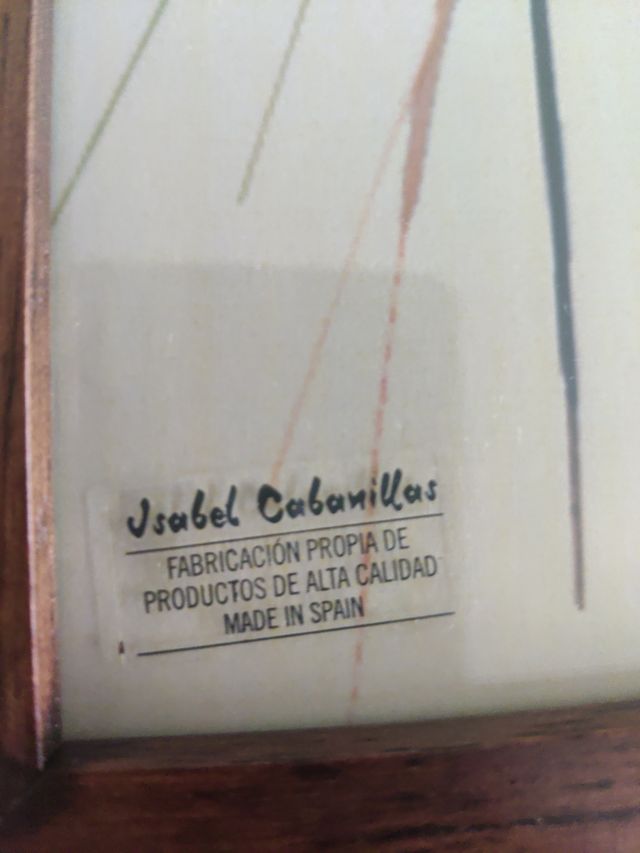 Isabel Cabanillas
FABRICACIÓN PROPIA DE
PRODUCTOS DE ALTA CALIDAD
MADE IN SPAIN